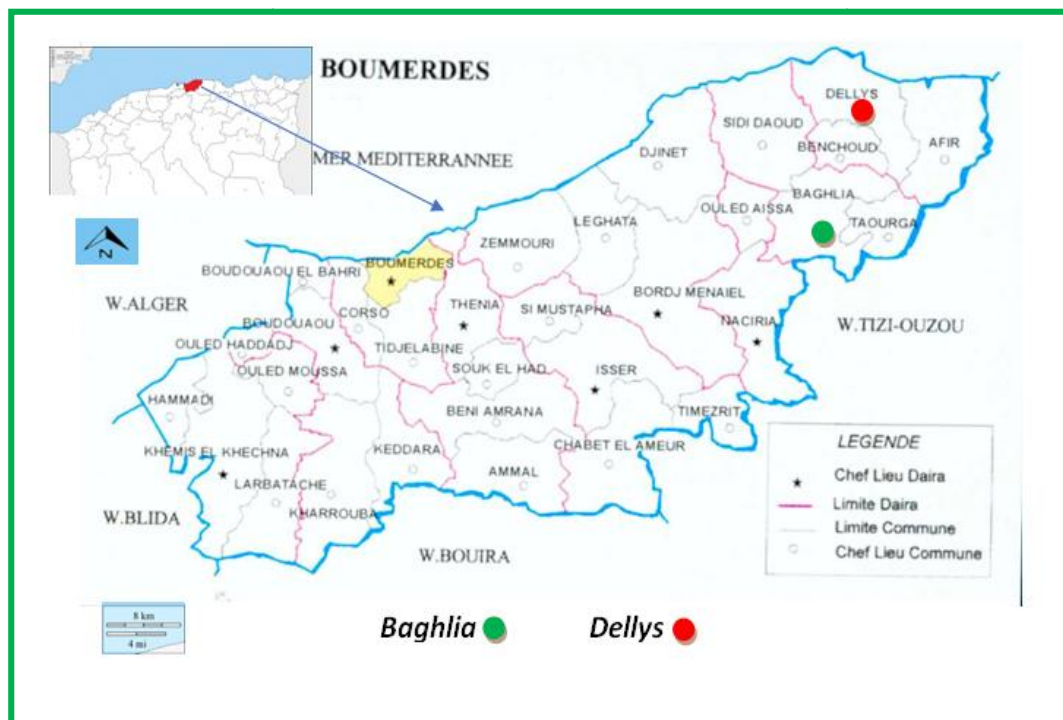 BOUMERDES
MER MEDITERRANNEE
DELLYS
SIDI DAOUD
BENCHOUD
AFIR
DJINET
BAGHLIA
OULED AISSA
TAOURGA
LEGHATA
ZEMMOURI
N
BOUMERDES
BOUDOUAOU EL BAHRI
W.ALGER
THENIA
SI MUSTAPHA
BORDJ MENAIEL
NACIRIA
W.TIZI-OUZOU
CORSO
BOUDOUAOU
TIDJELABINE
OULED HADDADJ
OULED MOUSSA
SOUK EL HAD
ISSER
HAMMADI
BENI AMRANA
TIMEZRIT
KHEMIS EL KHECHNA
KEDDARA
CHABET EL AMEUR
LARBATACHE
AMMAL
KHARROUBA
W.BLIDA
W.BOUIRA
LEGENDE
Chef Lieu Daira
Limite Daira
Limite Commune
Chef Lieu Commune
8 km
4 mi
Baghlia
Dellys